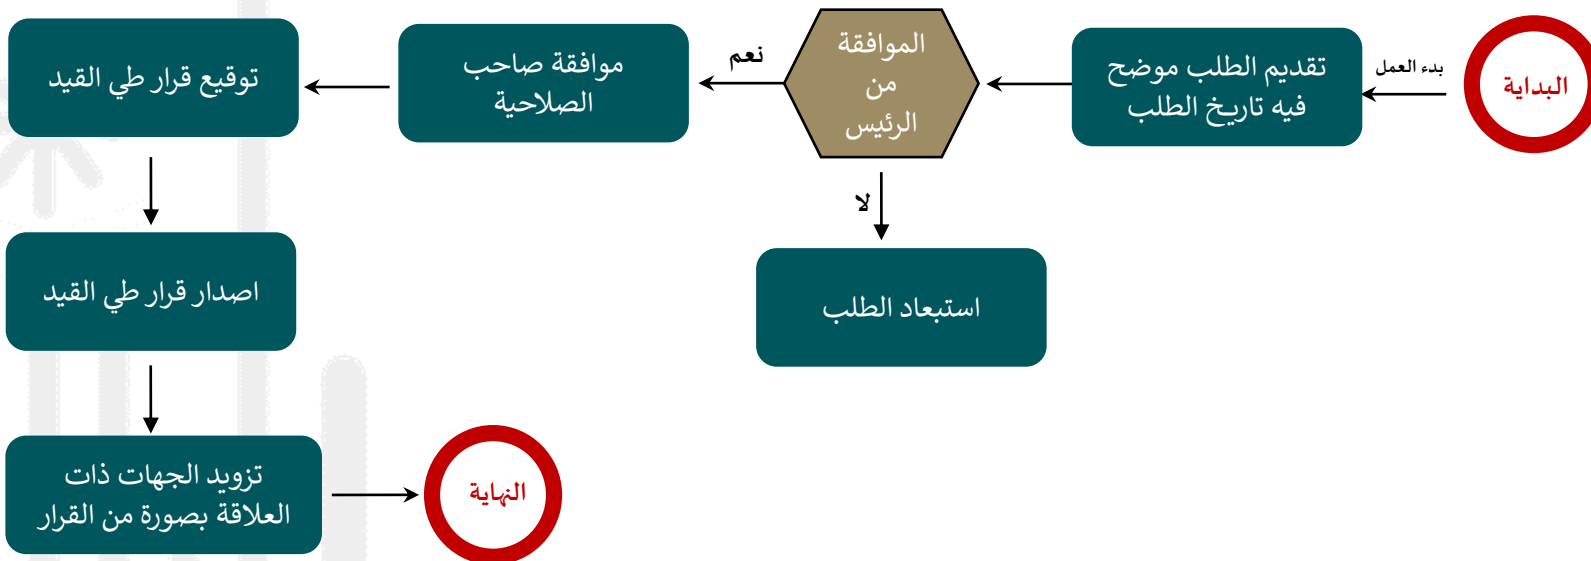 البداية
بدء العمل
تقديم الطلب موضح
فيه تاريخ الطلب
الموافقة
من
الرئيس
نعم
موافقة صاحب
الصلاحية
توقيع قرار طي القيد
لا
استبعاد الطلب
اصدار قرار طي القيد
تزويد الجهات ذات
العلاقة بصورة من القرار
النهاية